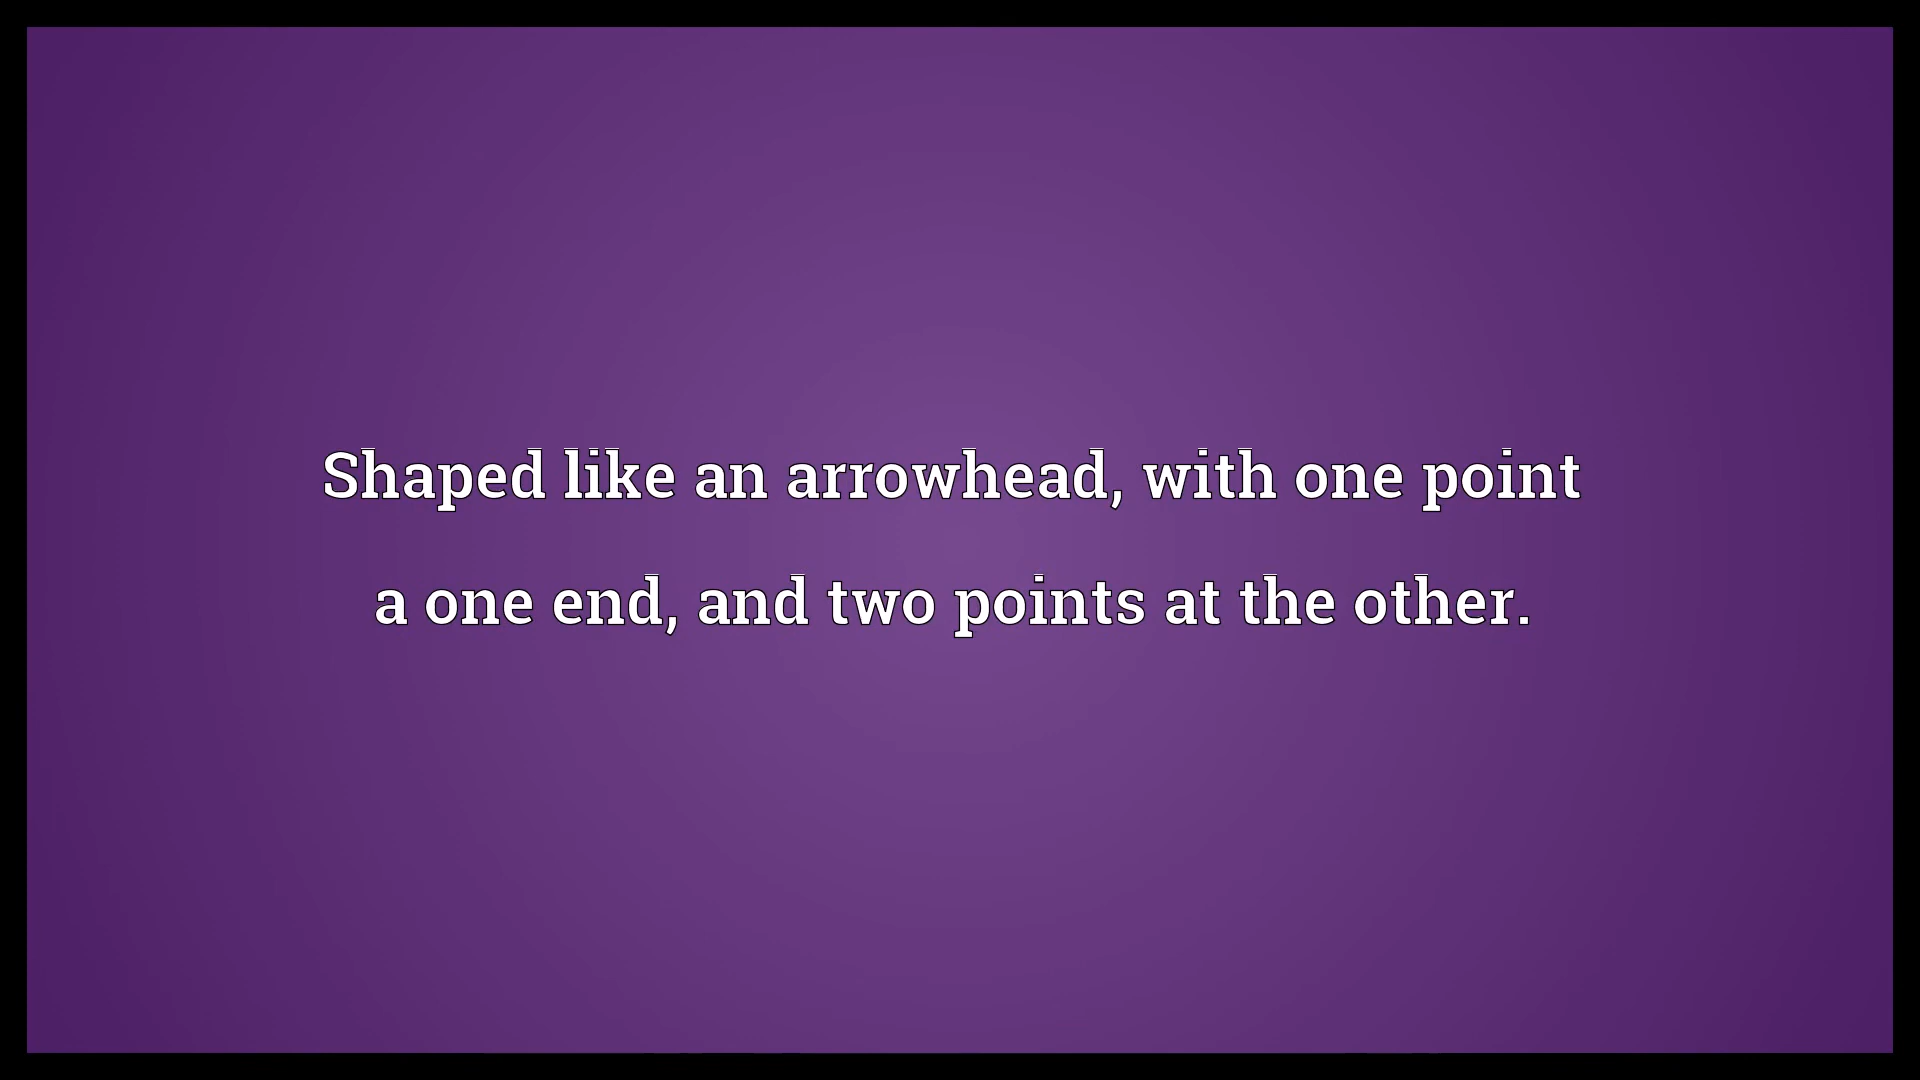 Shaped like an arrowhead, with one point
a one end, and two points at the other.